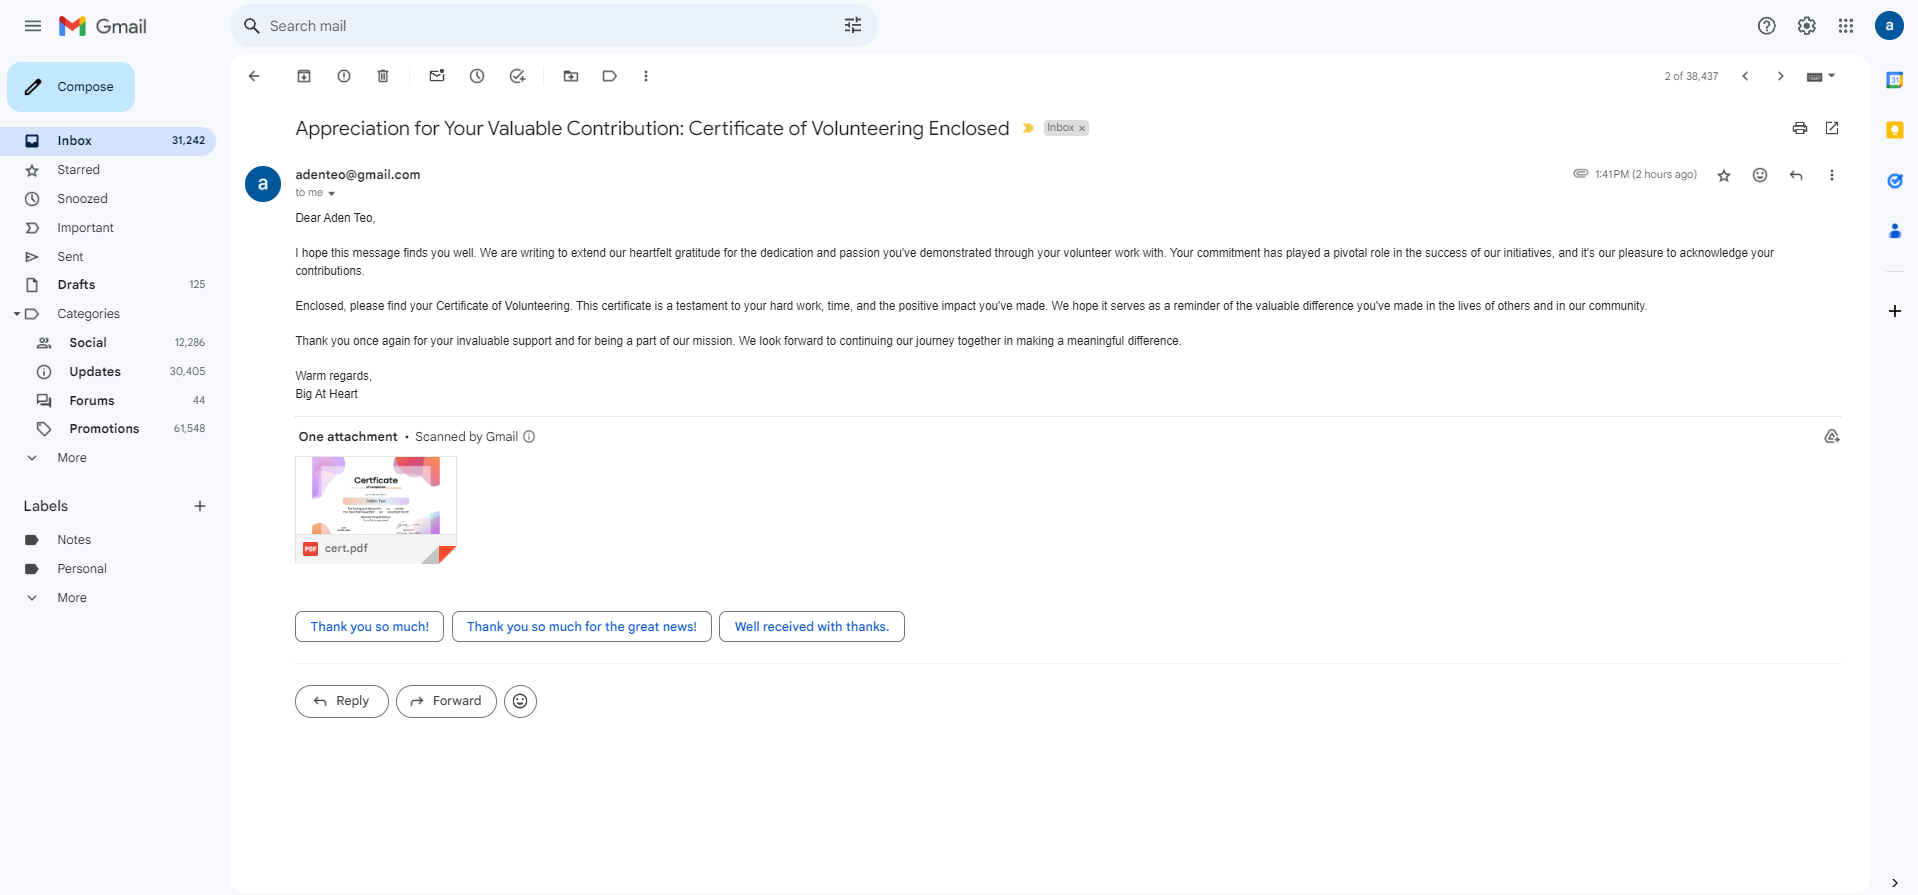 Gmail
Search mail
a
Compose
Inbox 31,242
Starred
Snoozed
Important
Sent
Drafts 125
Categories
Social 12,286
Updates 30,405
Forums 44
Promotions 61,548
More
Labels
Notes
Personal
More
2 of 38,437
Appreciation for Your Valuable Contribution: Certificate of Volunteering Enclosed
Inbox x
a
adenteo@gmail.com
to me
1:41PM (2 hours ago)
Dear Aden Teo,
I hope this message finds you well. We are writing to extend our heartfelt gratitude for the dedication and passion you've demonstrated through your volunteer work with. Your commitment has played a pivotal role in the success of our initiatives, and it's our pleasure to acknowledge your
contributions.
Enclosed, please find your Certificate of Volunteering. This certificate is a testament to your hard work, time, and the positive impact you've made. We hope it serves as a reminder of the valuable difference you've made in the lives of others and in our community.
Thank you once again for your invaluable support and for being a part of our mission. We look forward to continuing our journey together in making a meaningful difference.
Warm regards,
Big At Heart
One attachment • Scanned by Gmail
Certficate
of Completion
Aden Teo
PDF cert.pdf
Thank you so much!
Thank you so much for the great news!
Well received with thanks.
Reply
Forward
31